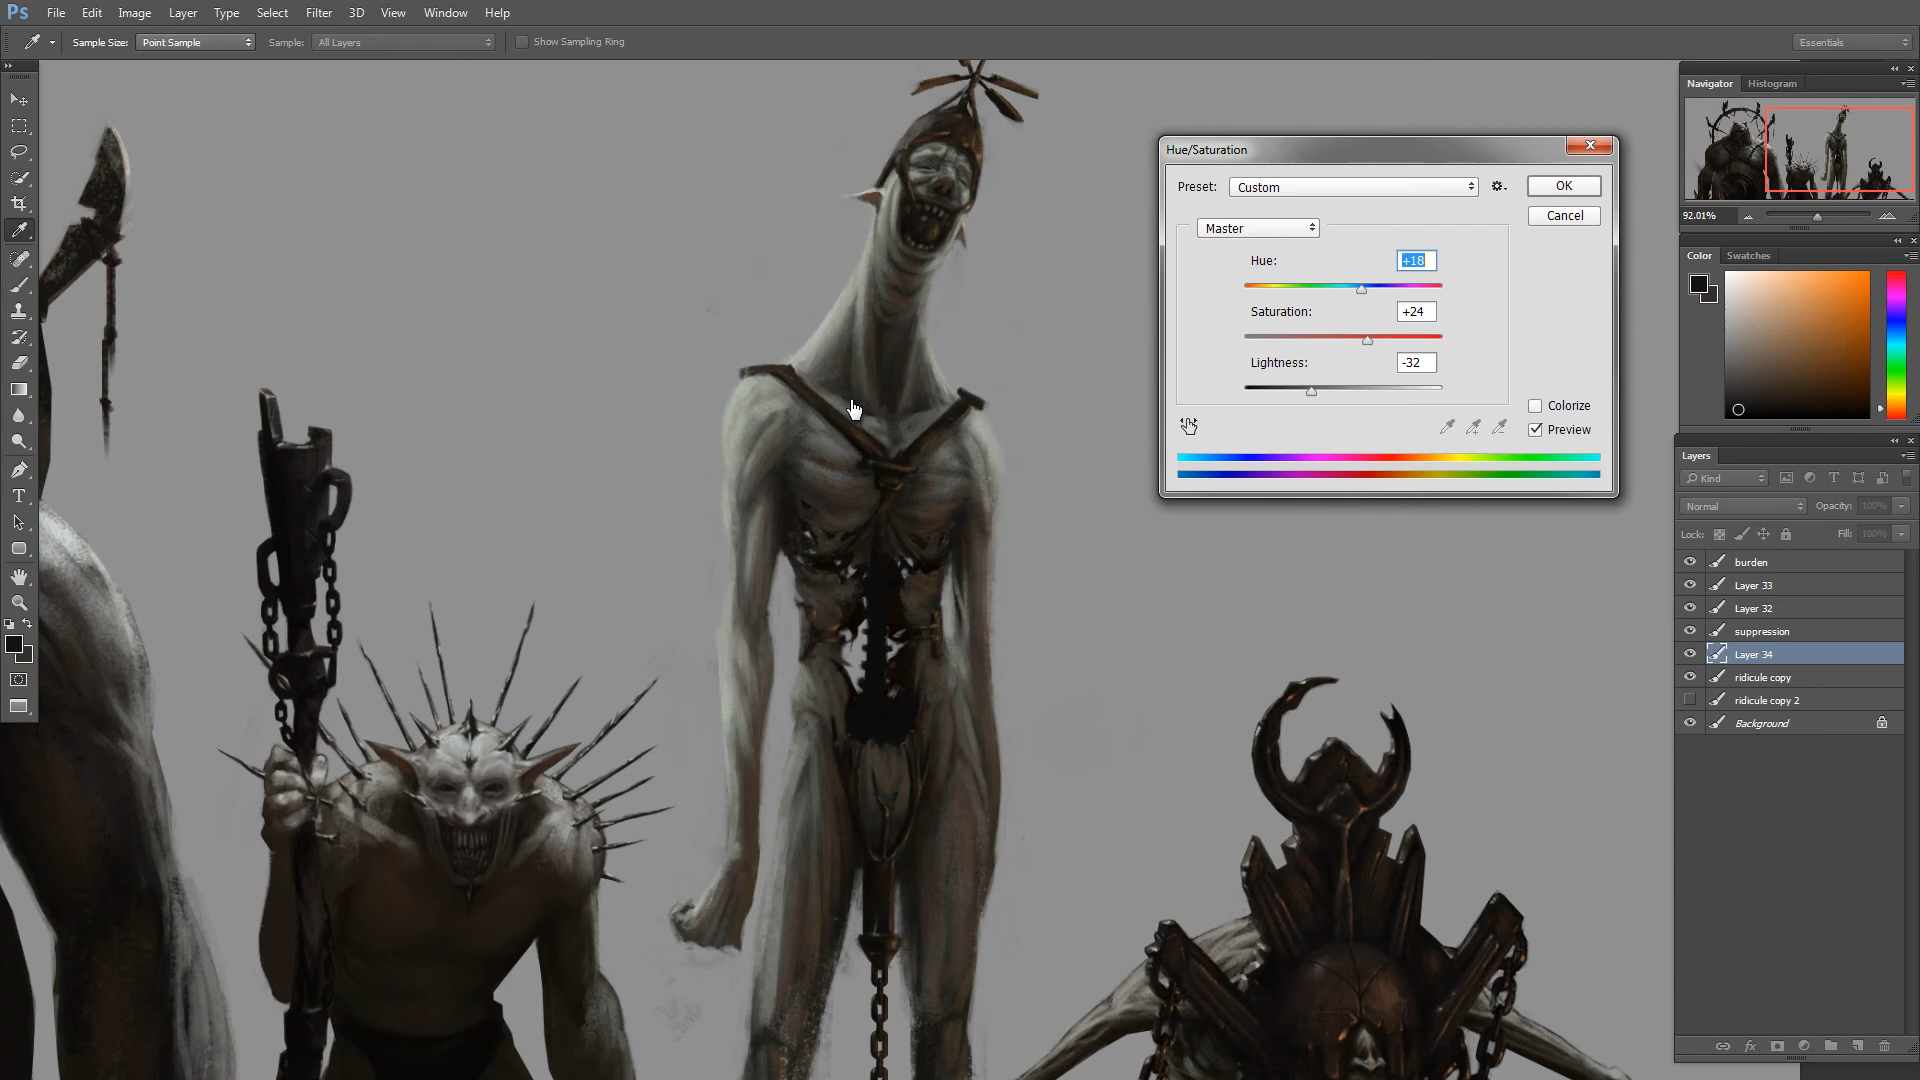 Ps File Edit Image Layer Type Select Filter 3D View Window Help
Sample Size: Point Sample Sample: All Layers Show Sampling Ring Essentials
Navigator Histogram
92.01%
Color Swatches
Hue/Saturation
Preset: Custom OK
Cancel
Master
Hue: +18
Saturation: +24
Lightness: -32
Colorize
Preview
Layers
Kind
Normal Opacity: 100%
Lock: Fill: 100%
burden
Layer 33
Layer 32
suppression
Layer 34
ridicule copy
ridicule copy 2
Background